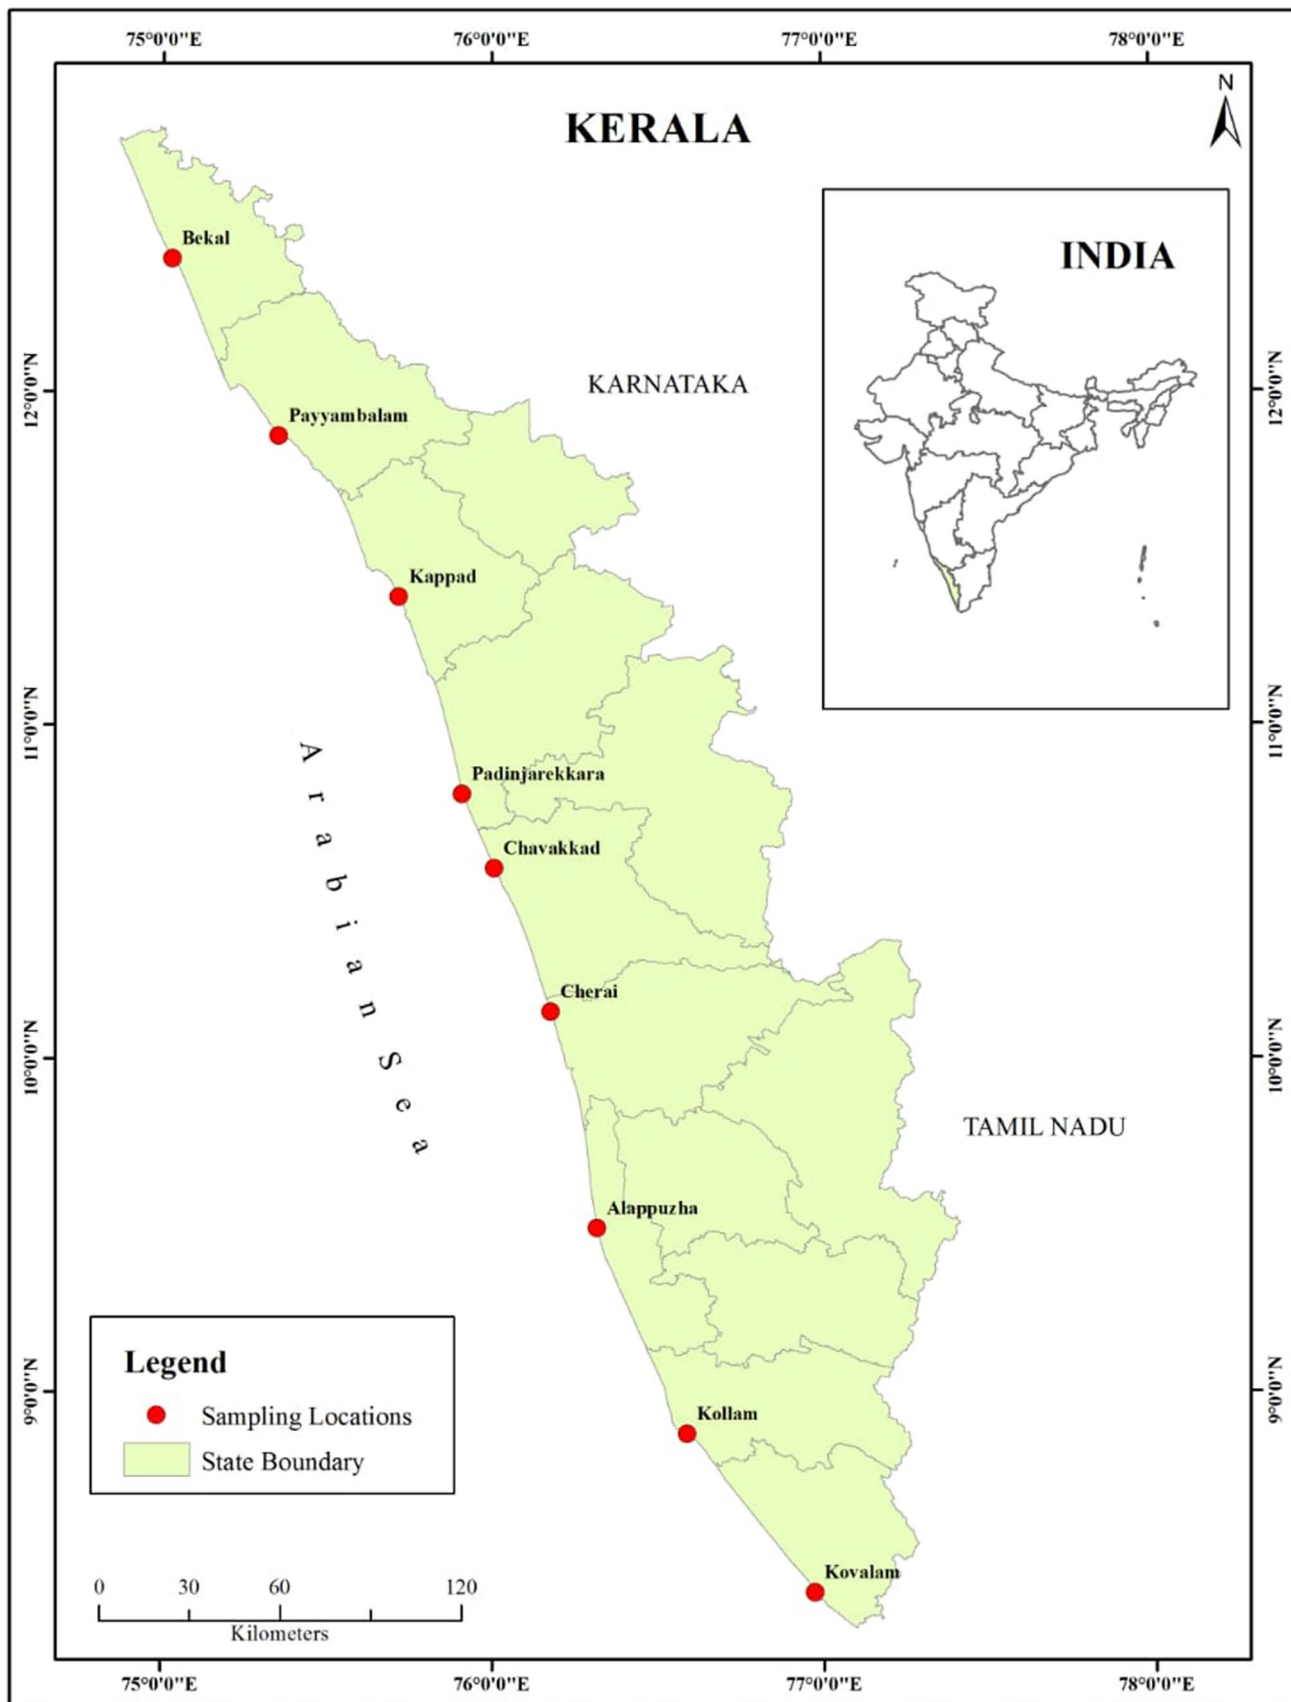 75°0'0"E 76°0'0"E 77°0'0"E 78°0'0"E
N
KERALA
INDIA
Bekal
KARNATAKA
12°0'0"N
12°0'0"N
Payyambalam
Kappad
11°0'0"N
11°0'0"N
Arabian Sea
Padinjarekkara
Chavakkad
Cherai
10°0'0"N
10°0'0"N
TAMIL NADU
Alappuzha
Legend
Sampling Locations
State Boundary
9°0'0"N
9°0'0"N
Kollam
Kovalam
0 30 60 120
Kilometers
75°0'0"E 76°0'0"E 77°0'0"E 78°0'0"E